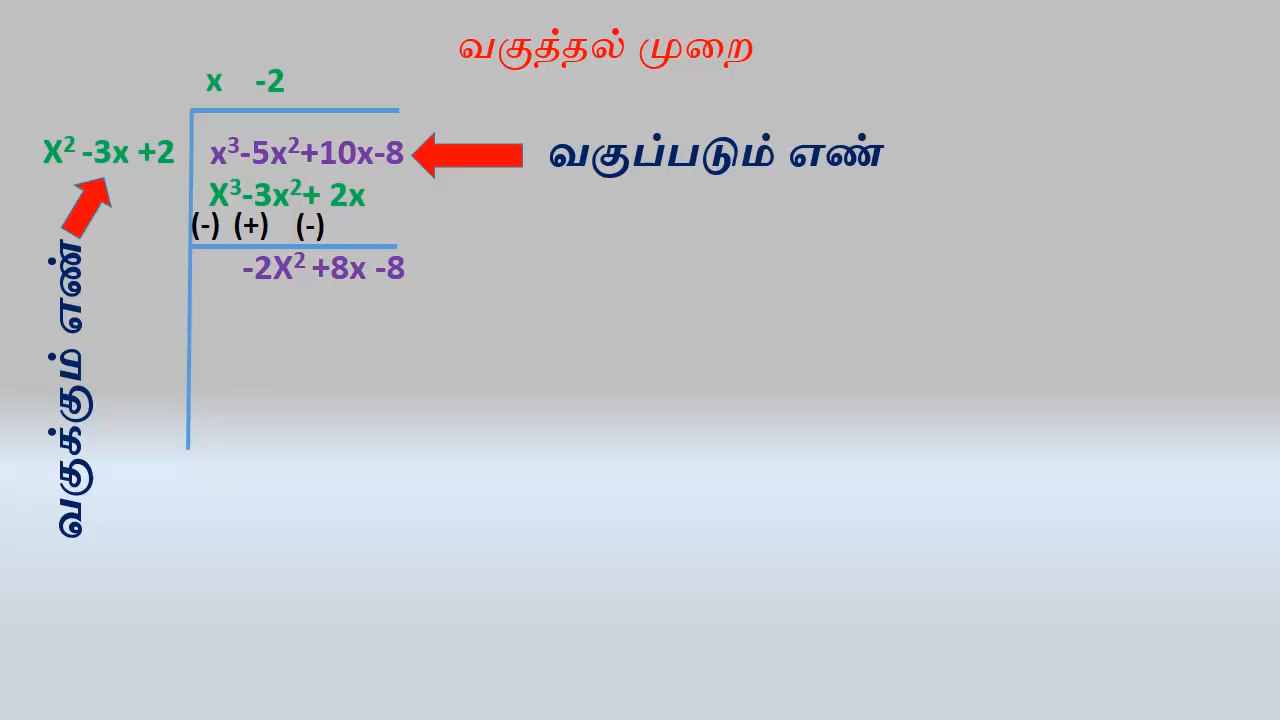 வகுத்தல் முறை
x -2
X² -3x +2 x³-5x²+10x-8 வகுப்படும் எண்
X³-3x²+ 2x
(-) (+) (-)
-2X² +8x -8
வகுக்கும் எண்